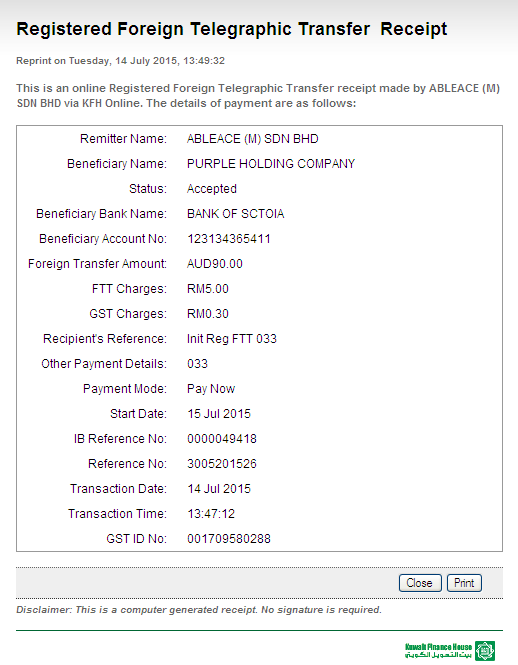 Registered Foreign Telegraphic Transfer Receipt
Reprint on Tuesday, 14 July 2015, 13:49:32
This is an online Registered Foreign Telegraphic Transfer receipt made by ABLEACE (M)
SDN BHD via KFH Online. The details of payment are as follows:
Remitter Name: ABLEACE (M) SDN BHD
Beneficiary Name: PURPLE HOLDING COMPANY
Status: Accepted
Beneficiary Bank Name: BANK OF SCTOIA
Beneficiary Account No: 123134365411
Foreign Transfer Amount: AUD90.00
FTT Charges: RM5.00
GST Charges: RM0.30
Recipient's Reference: Init Reg FTT 033
Other Payment Details: 033
Payment Mode: Pay Now
Start Date: 15 Jul 2015
IB Reference No: 0000049418
Reference No: 3005201526
Transaction Date: 14 Jul 2015
Transaction Time: 13:47:12
GST ID No: 001709580288
Close Print
Disclaimer: This is a computer generated receipt. No signature is required.
Kuwait Finance House
بيت التمويل الكويتي